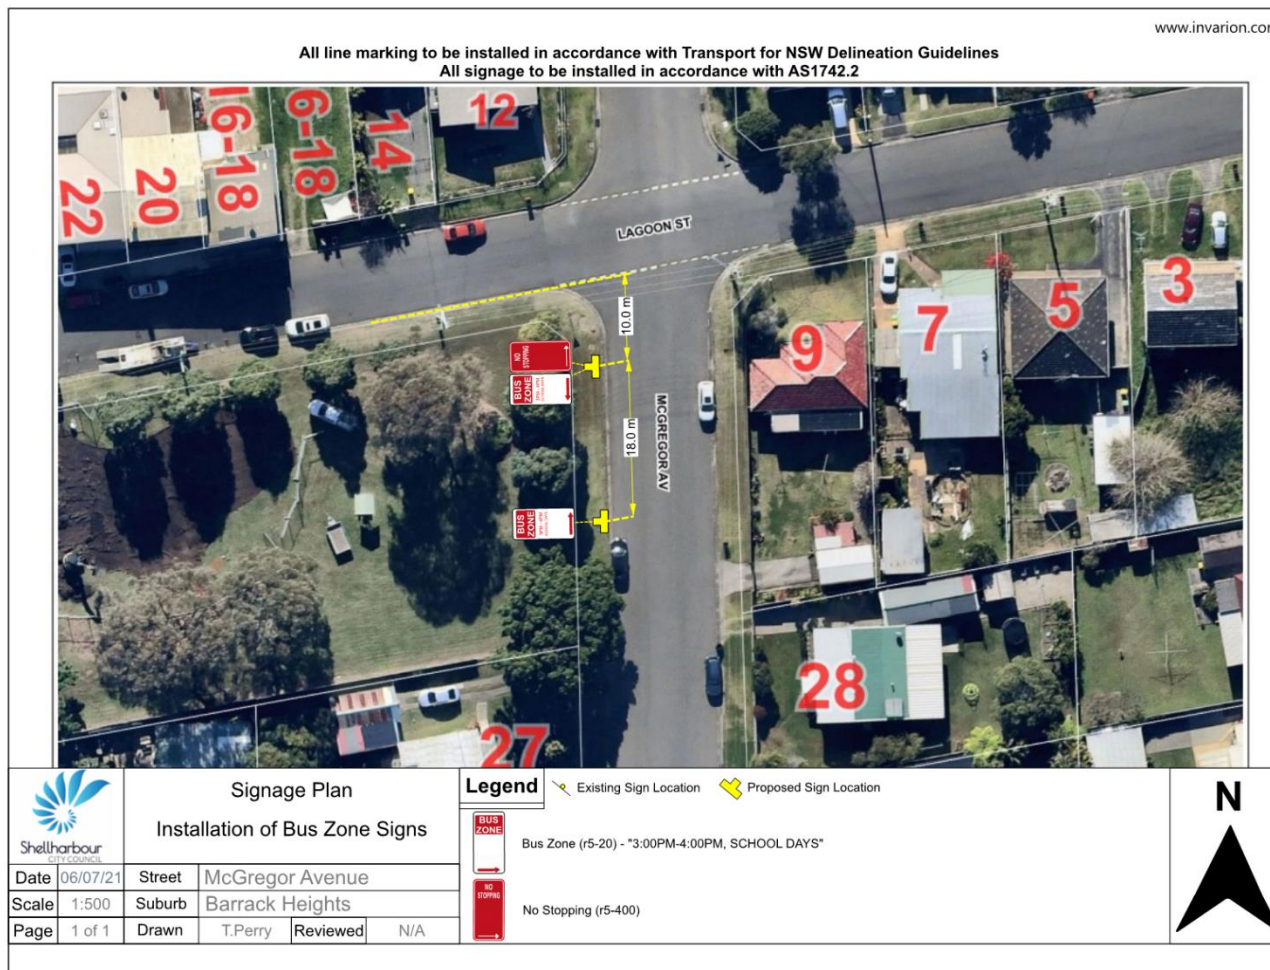 www.invarion.co
All line marking to be installed in accordance with Transport for NSW Delineation Guidelines
All signage to be installed in accordance with AS1742.2
22
20
16-18
6-18
14
12
LAGOON ST
10.0 m
NO STOPPING
BUS ZONE
18.0 m
MCGREGOR AV
BUS ZONE
9
7
5
3
28
27
Shellharbour
CITY COUNCIL
Signage Plan
Installation of Bus Zone Signs
Date 06/07/21 Street McGregor Avenue
Scale 1:500 Suburb Barrack Heights
Page 1 of 1 Drawn T.Perry Reviewed N/A
Legend Existing Sign Location Proposed Sign Location
BUS ZONE
Bus Zone (r5-20) - "3:00PM-4:00PM, SCHOOL DAYS"
NO STOPPING
No Stopping (r5-400)
N